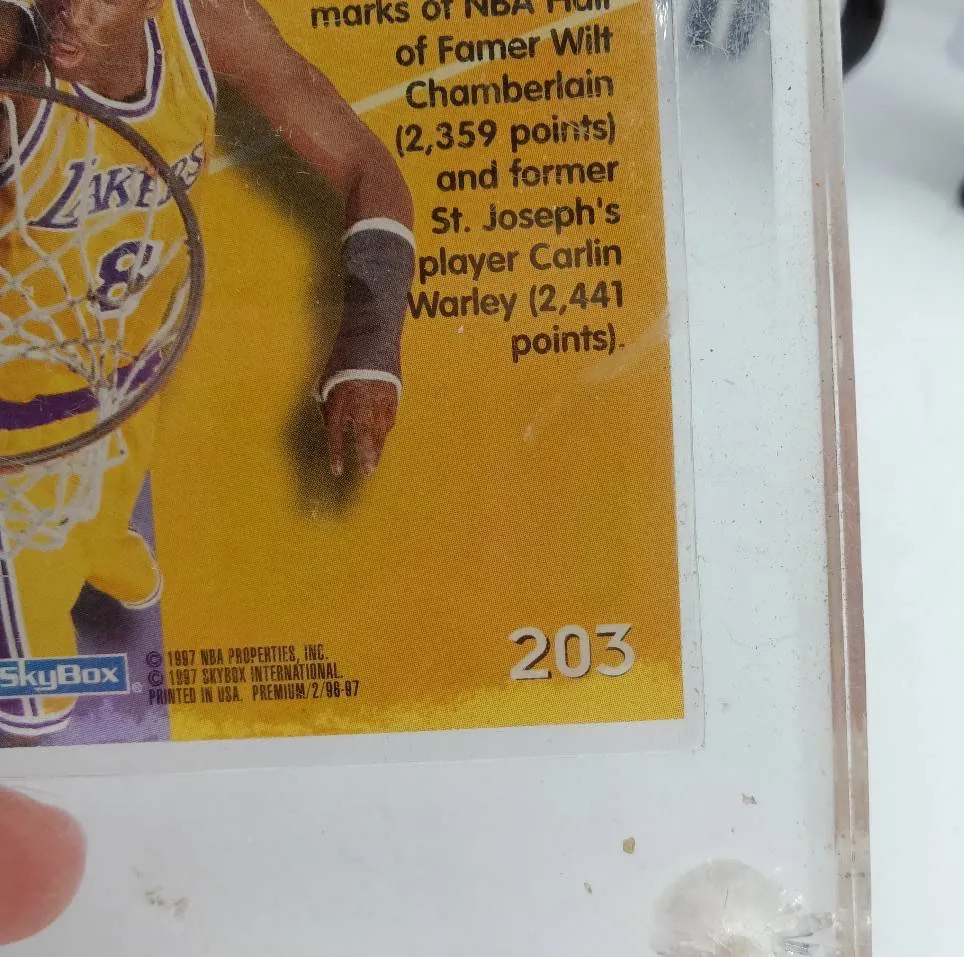 marks of NBA Hall
of Famer Wilt
Chamberlain
(2,359 points)
and former
St. Joseph's
player Carlin
Warley (2,441
points).
LAKERS
8
203
SkyBox®
© 1997 NBA PROPERTIES, INC.
© 1997 SKYBOX INTERNATIONAL.
PRINTED IN USA. PREMIUM/2/96-97